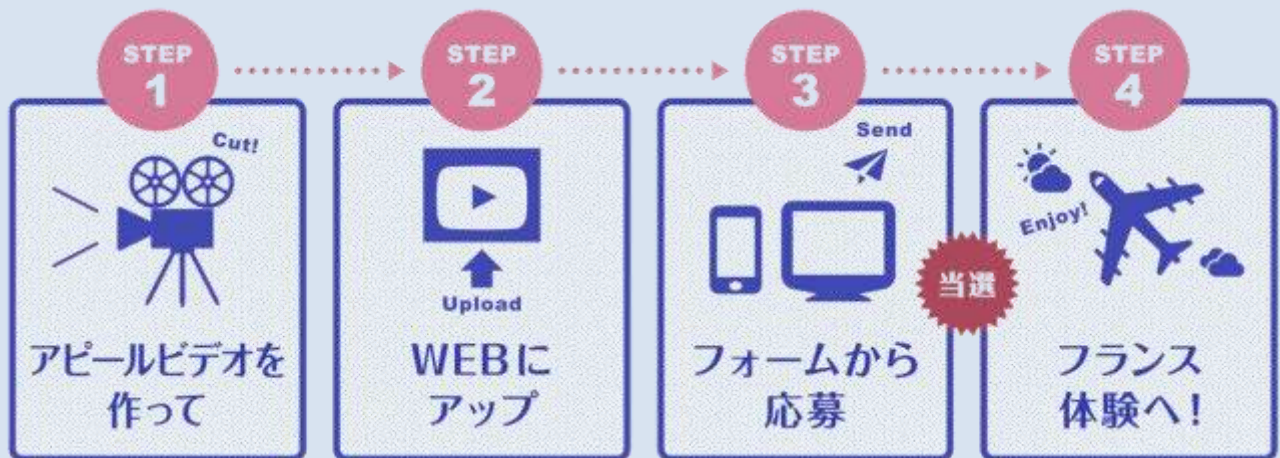 STEP
1
Cut!
アピールビデオを
作って
STEP
2
Upload
WEBに
アップ
STEP
3
Send
フォームから
応募
当選
STEP
4
Enjoy!
フランス
体験へ!